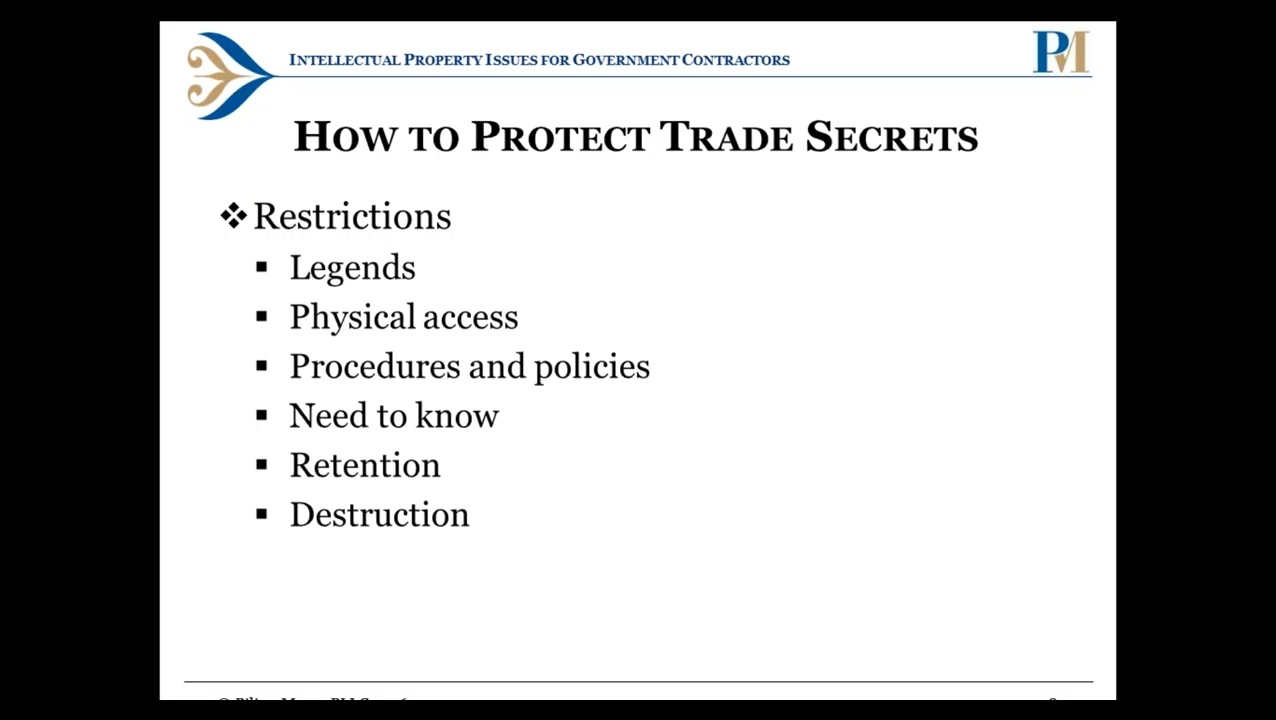 INTELLECTUAL PROPERTY ISSUES FOR GOVERNMENT CONTRACTORS
PM
HOW TO PROTECT TRADE SECRETS
❖ Restrictions
▪ Legends
▪ Physical access
▪ Procedures and policies
▪ Need to know
▪ Retention
▪ Destruction